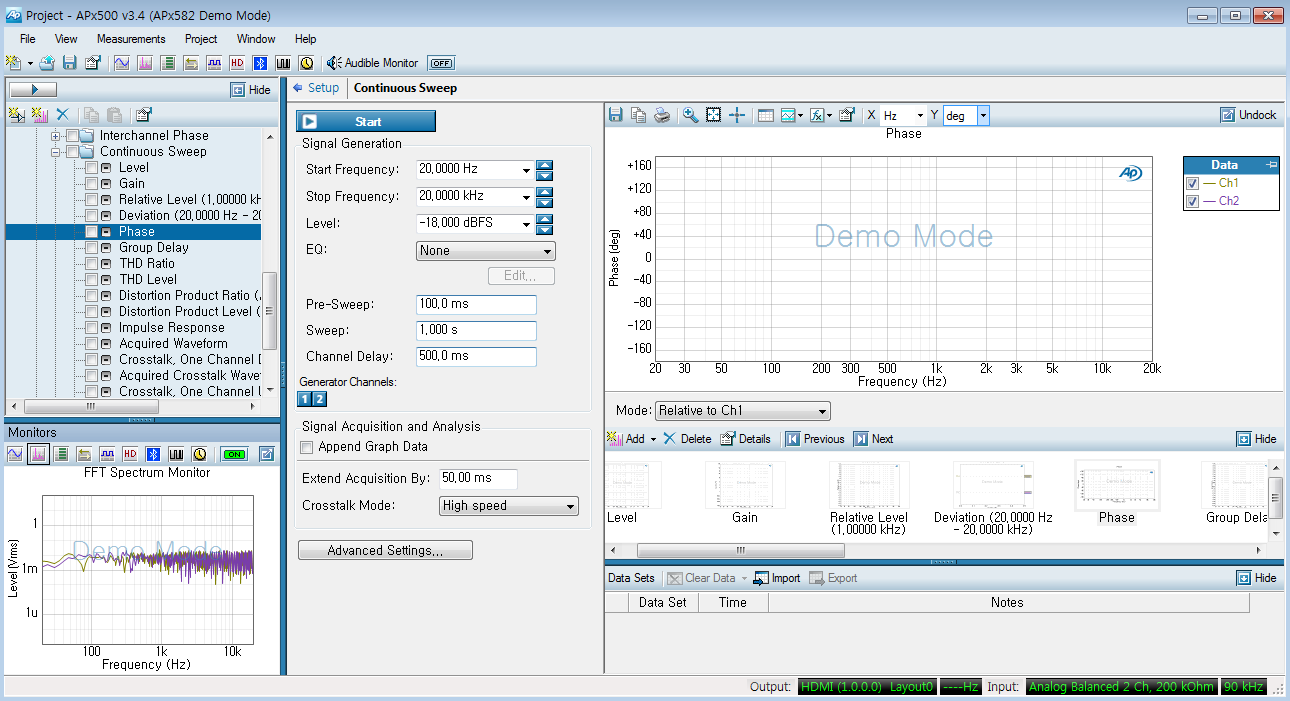 Project - APx500 v3.4 (APx582 Demo Mode)
File View Measurements Project Window Help
HD Audible Monitor OFF
Hide
Setup Continuous Sweep
Interchannel Phase
Continuous Sweep
Level
Gain
Relative Level (1,00000 kH
Deviation (20,0000 Hz - 20
Phase
Group Delay
THD Ratio
THD Level
Distortion Product Ratio (
Distortion Product Level (
Impulse Response
Acquired Waveform
Crosstalk, One Channel
Acquired Crosstalk Wave
Crosstalk, One Channel
Monitors
HD ON
FFT Spectrum Monitor
Demo Mode
Level (Vrms)
1
1m
1u
100 1k 10k
Frequency (Hz)
Start
Signal Generation
Start Frequency: 20,0000 Hz
Stop Frequency: 20,0000 kHz
Level: -18,000 dBFS
EQ: None
Edit...
Pre-Sweep: 100,0 ms
Sweep: 1,000 s
Channel Delay: 500,0 ms
Generator Channels:
1 2
Signal Acquisition and Analysis
Append Graph Data
Extend Acquisition By: 50,00 ms
Crosstalk Mode: High speed
Advanced Settings...
X Hz Y deg Undock
Phase
+160
+120
+80
+40
0
-40
-80
-120
-160
Phase (deg)
AP
Demo Mode
20 30 50 100 200 300 500 1k 2k 3k 5k 10k 20k
Frequency (Hz)
Data
Ch1
Ch2
Mode: Relative to Ch1
Add Delete Details Previous Next Hide
Level Gain Relative Level (1,00000 kHz) Deviation (20,0000 Hz - 20,0000 kHz) Phase Group Dela
Data Sets Clear Data Import Export Hide
Data Set Time Notes
Output: HDMI (1.0.0.0) Layout0 ----Hz Input: Analog Balanced 2 Ch, 200 kOhm 90 kHz